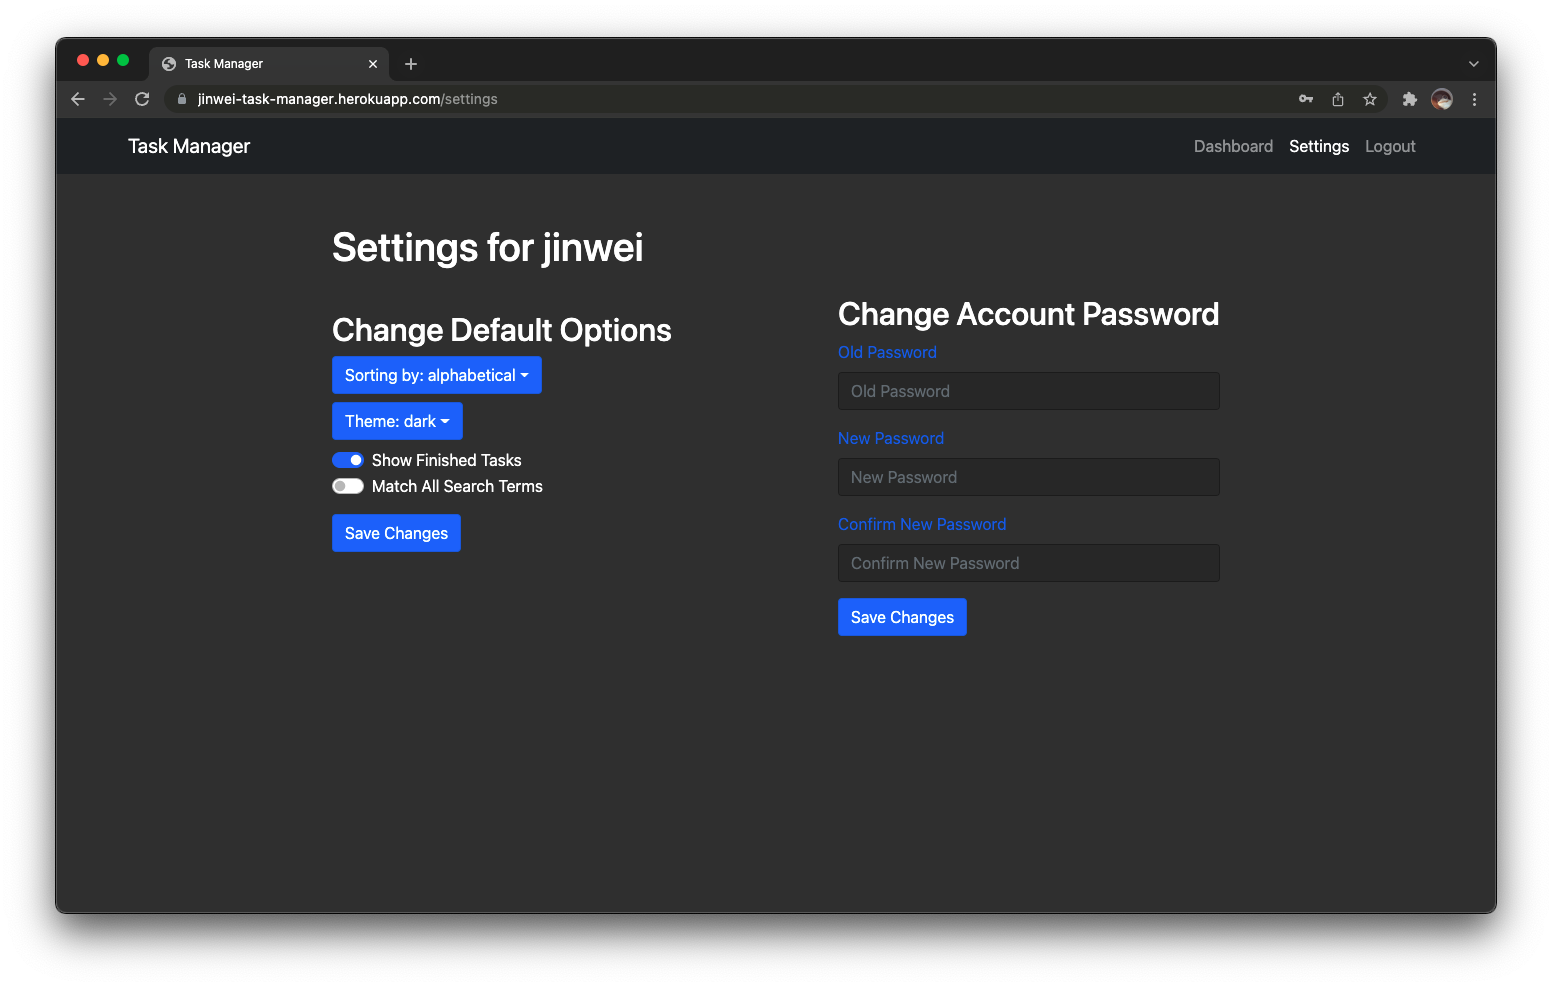 Task Manager
jinwei-task-manager.herokuapp.com/settings
Task Manager
Dashboard Settings Logout
Settings for jinwei
Change Default Options
Sorting by: alphabetical
Theme: dark
Show Finished Tasks
Match All Search Terms
Save Changes
Change Account Password
Old Password
Old Password
New Password
New Password
Confirm New Password
Confirm New Password
Save Changes